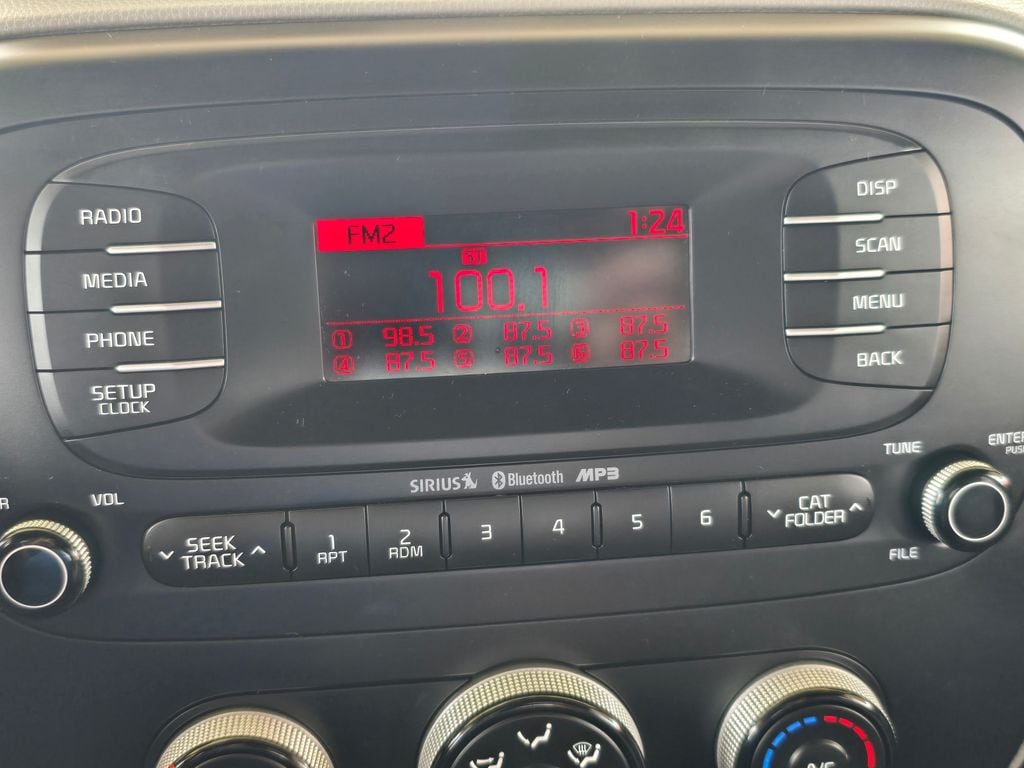 RADIO
MEDIA
PHONE
SETUP
CLOCK
FM2 1:24
ST
100.1
1 98.5 2 87.5 3 87.5
4 87.5 5 87.5 6 87.5
DISP
SCAN
MENU
BACK
SIRIUS Bluetooth MP3
VOL
SEEK
TRACK
1
RPT
2
RDM
3
4
5
6
CAT
FOLDER
TUNE
ENTER
PUSH
FILE